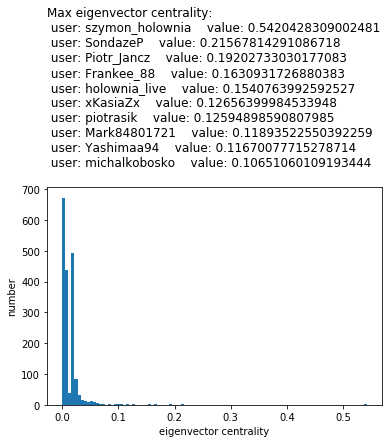 Max eigenvector centrality:
user: szymon_holownia value: 0.5420428309002481
user: SondazeP value: 0.21567814291086718
user: Piotr_Jancz value: 0.19202733030177083
user: Frankee_88 value: 0.1630931726880383
user: holownia_live value: 0.1540763992592527
user: xKasiaZx value: 0.12656399984533948
user: piotrasik value: 0.12594898590807985
user: Mark84801721 value: 0.11893522550392259
user: Yashimaa94 value: 0.11670077715278714
user: michalkobosko value: 0.10651060109193444
700
600
500
400
300
200
100
0
number
0.0 0.1 0.2 0.3 0.4 0.5
eigenvector centrality